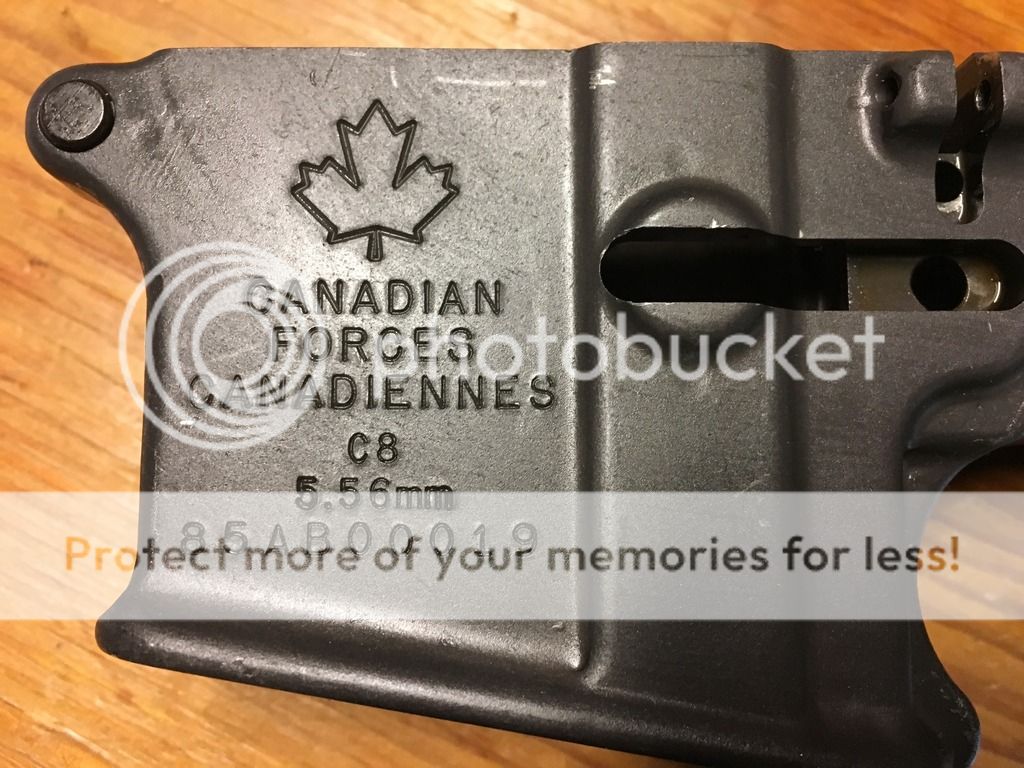 CANADIAN
FORCES
CANADIENNES
C8
5.56mm
85AB00019
photobucket
Protect more of your memories for less!